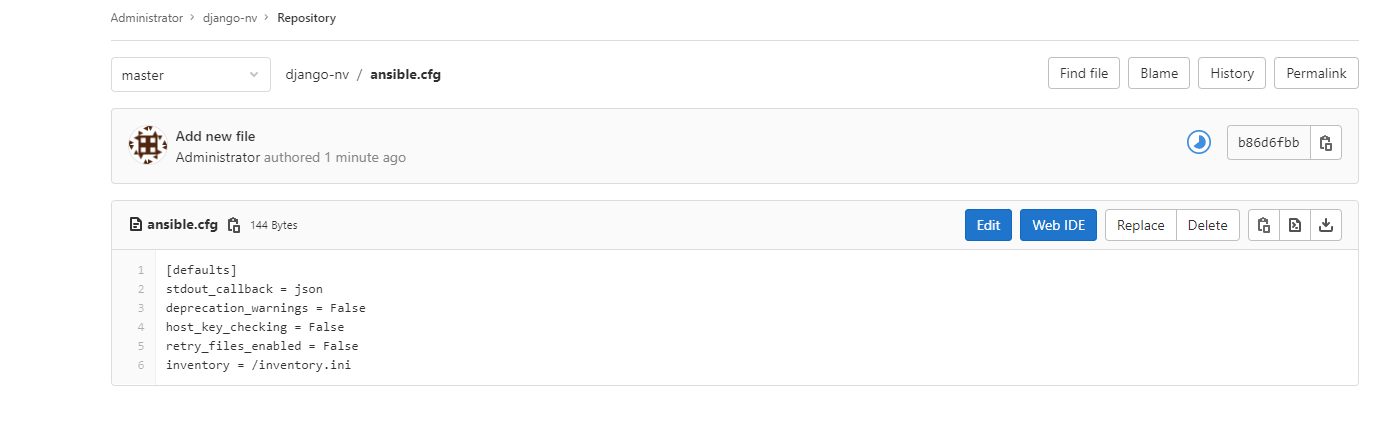 Administrator > django-nv > Repository
master django-nv / ansible.cfg Find file Blame History Permalink
Add new file
Administrator authored 1 minute ago
b86d6fbb
ansible.cfg 144 Bytes Edit Web IDE Replace Delete
1 [defaults]
2 stdout_callback = json
3 deprecation_warnings = False
4 host_key_checking = False
5 retry_files_enabled = False
6 inventory = /inventory.ini